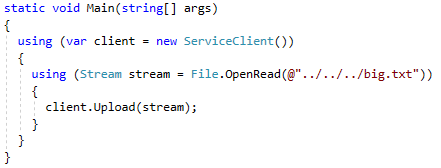 static void Main(string[] args)
{
  using (var client = new ServiceClient())
  {
    using (Stream stream = File.OpenRead(@"../../../big.txt"))
    {
      client.Upload(stream);
    }
  }
}